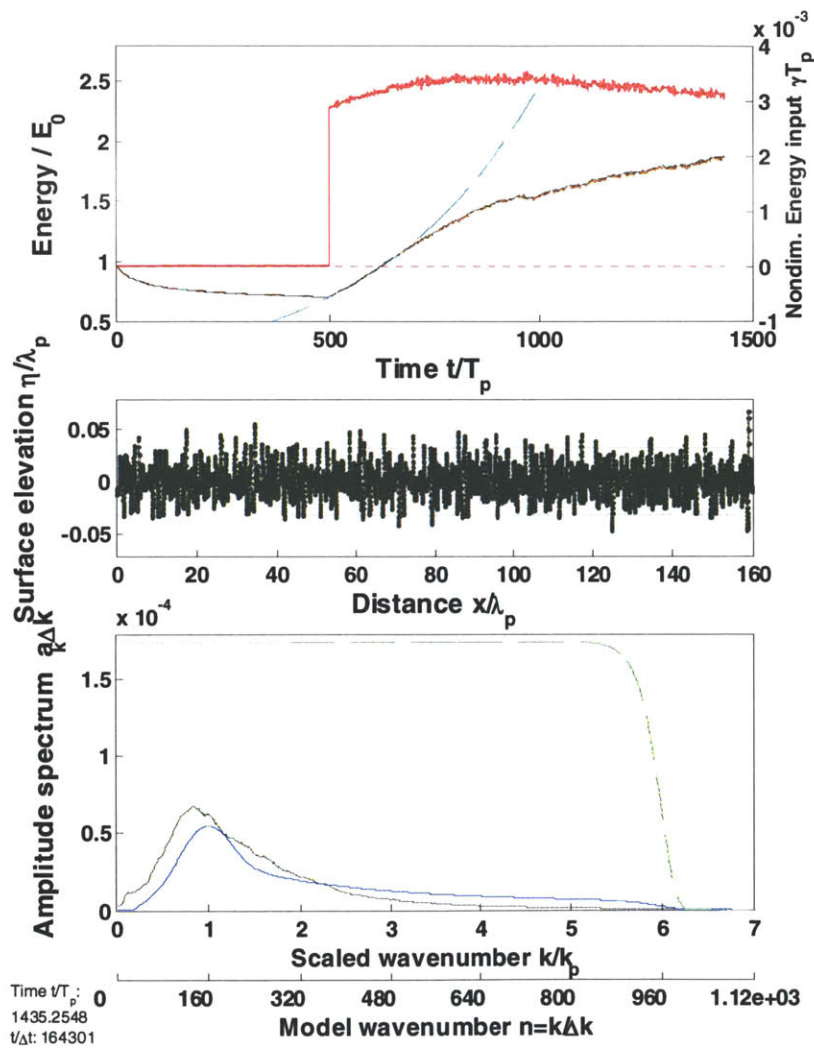 x 10^-3
Energy / E_0
2.5
2
1.5
1
0.5
4
3
2
1
0
-1
Nondim. Energy input γT_p
0 500 1000 1500
Time t/T_p
Surface elevation η/λ_p
0.05
0
-0.05
0 20 40 60 80 100 120 140 160
Distance x/λ_p
x 10^-4
Amplitude spectrum a_kΔk
1.5
1
0.5
0
0 1 2 3 4 5 6 7
Scaled wavenumber k/k_p
0 160 320 480 640 800 960 1.12e+03
Model wavenumber n=k/Δk
Time t/T_p:
1435.2548
t/Δt: 164301